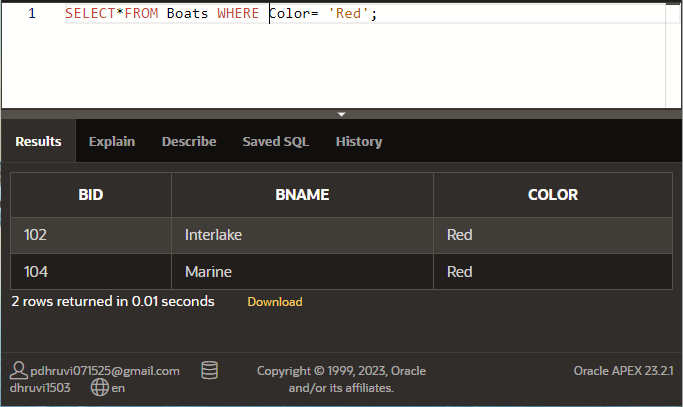 1 SELECT*FROM Boats WHERE Color= 'Red';
Results Explain Describe Saved SQL History
BID BNAME COLOR
102 Interlake Red
104 Marine Red
2 rows returned in 0.01 seconds Download
pdhruvi071525@gmail.com Copyright © 1999, 2023, Oracle Oracle APEX 23.2.1
dhruvi1503 en and/or its affiliates.